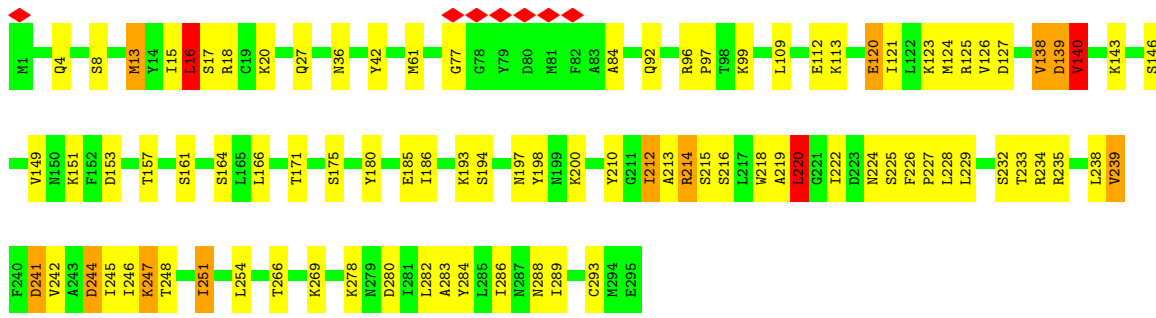 M1 Q4 S8 M13 Y14 I15 L16 S17 R18 C19 K20 Q27 N36 Y42 M61 G77 G78 Y79 D80 M81 F82 A83 A84 Q92 R96 P97 T98 K99 L109 E112 K113 E120 I121 L122 K123 M124 R125 V126 D127 V138 D139 V140 K143 S146
V149 N150 K151 F152 D153 T157 S161 S164 L165 L166 T171 S175 Y180 E185 I186 K193 S194 N197 Y198 N199 K200 Y210 G211 I212 A213 R214 S215 S216 L217 W218 A219 L220 G221 I222 D223 N224 S225 F226 P227 L228 L229 S232 T233 R234 R235 L238 V239
F240 D241 V242 A243 D244 I245 I246 K247 T248 I251 L254 T266 K269 K278 N279 D280 I281 L282 A283 Y284 L285 I286 N287 N288 I289 C293 M294 E295